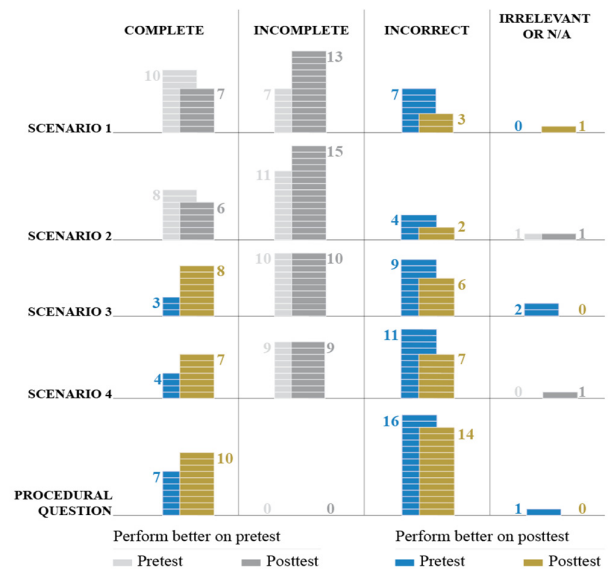 COMPLETE INCOMPLETE INCORRECT IRRELEVANT
OR N/A
10 7 7 13 7 3 0 1
SCENARIO 1
8 6 11 15 4 2 1 1
SCENARIO 2
3 8 10 10 9 6 2 0
SCENARIO 3
4 7 9 9 11 7 0 1
SCENARIO 4
7 10 0 0 16 14 1 0
PROCEDURAL
QUESTION
Perform better on pretest Perform better on posttest
Pretest Posttest Pretest Posttest